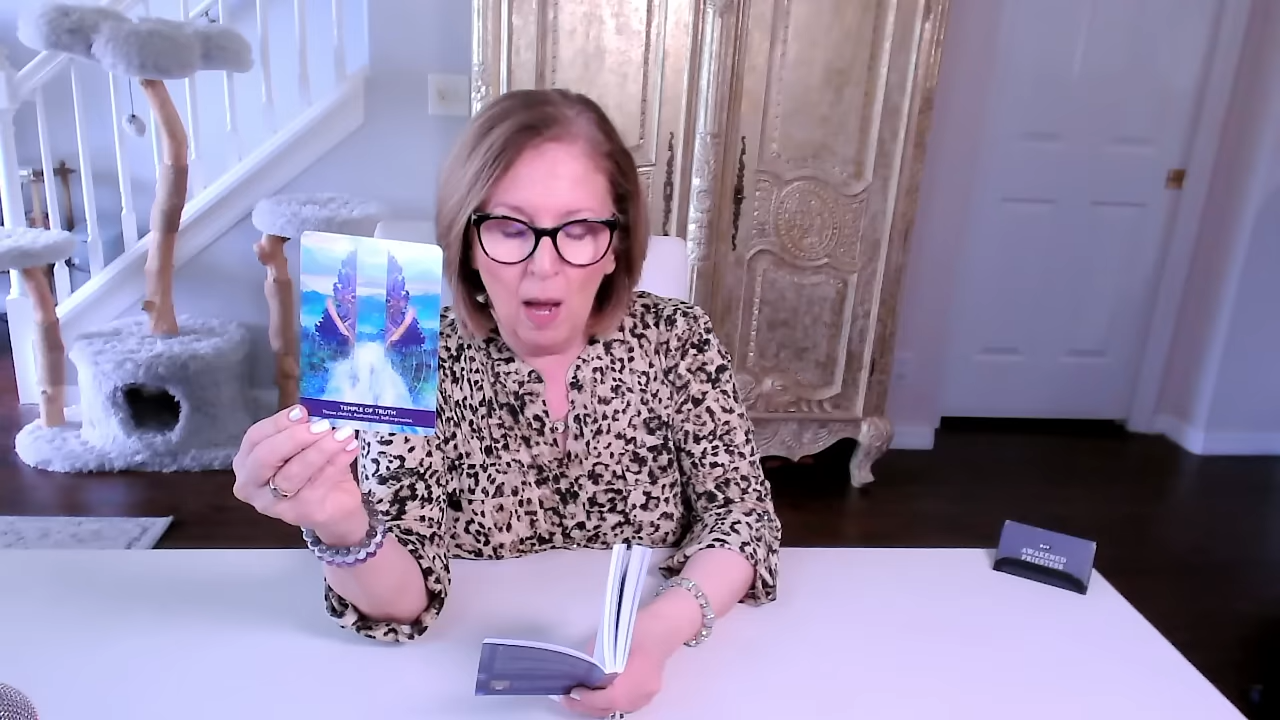 TEMPLE OF TRUTH
Throat chakra. Authenticity. Self-expression.
AWAKENED
PRIESTESS